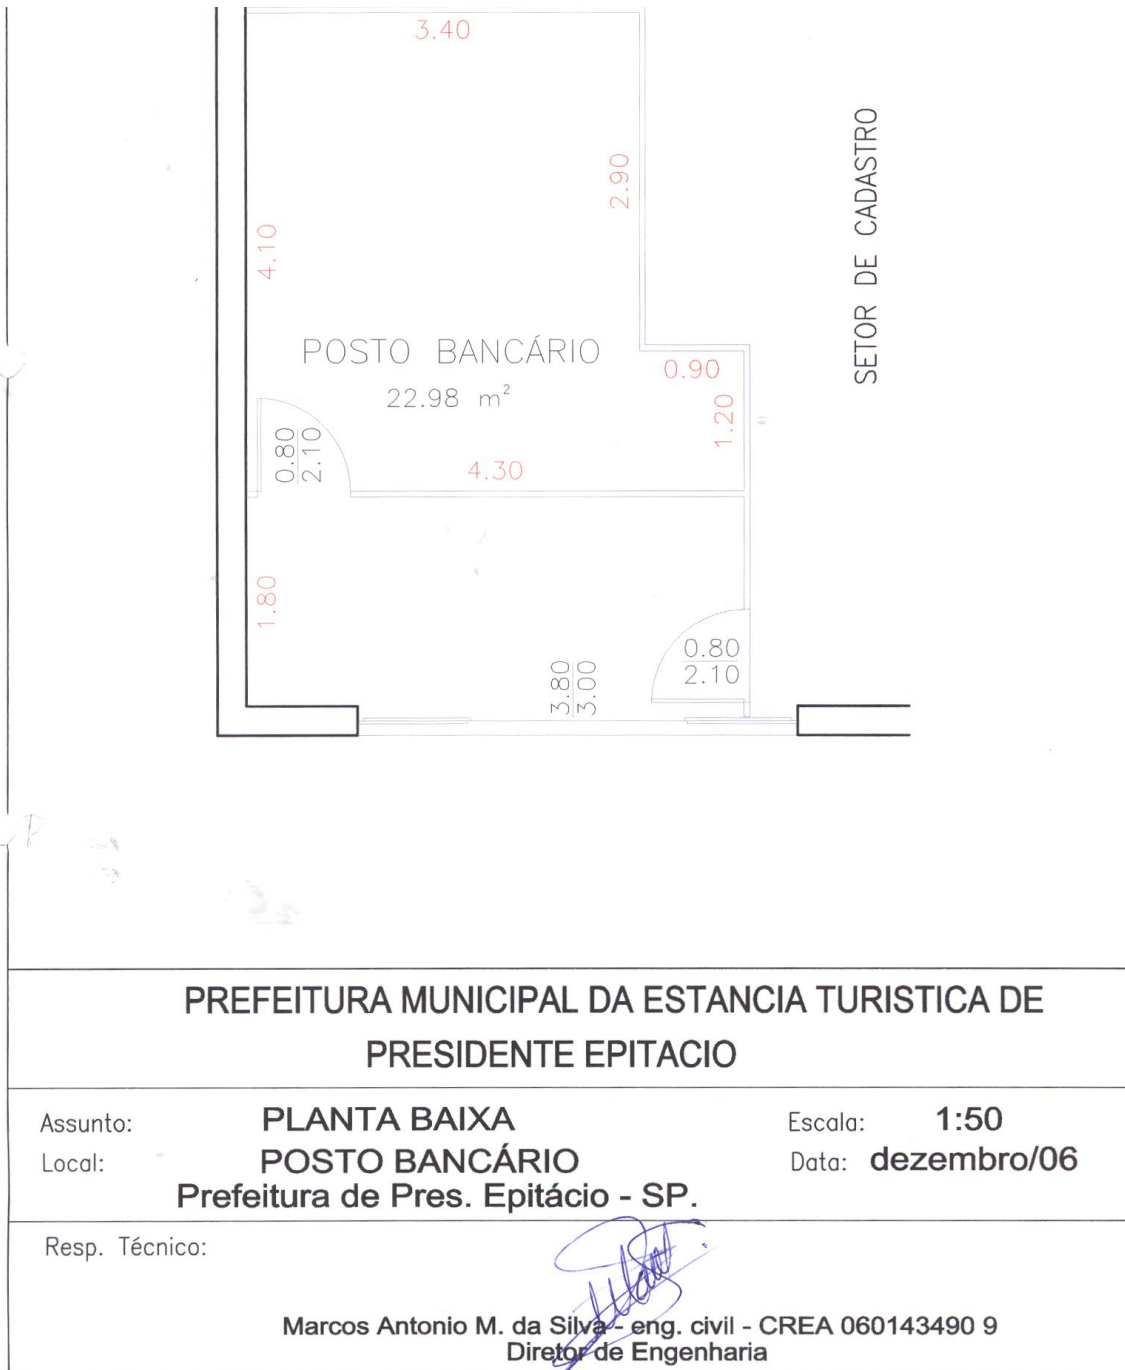 3.40
2.90
SETOR DE CADASTRO
4.10
POSTO BANCÁRIO
22.98 m²
0.90
1.20
0.80
2.10
4.30
1.80
3.80
3.00
0.80
2.10
PREFEITURA MUNICIPAL DA ESTANCIA TURISTICA DE
PRESIDENTE EPITACIO
Assunto: PLANTA BAIXA
Escala: 1:50
Local: POSTO BANCÁRIO
Data: dezembro/06
Prefeitura de Pres. Epitácio - SP.
Resp. Técnico:
Marcos Antonio M. da Silva - eng. civil - CREA 060143490 9
Diretor de Engenharia